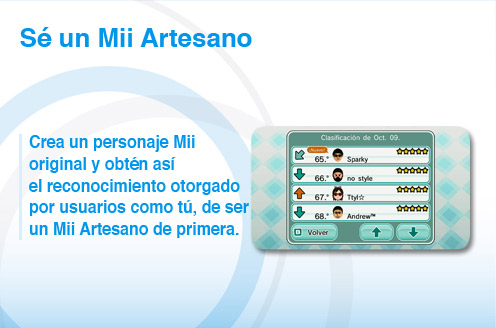 Sé un Mii Artesano
Crea un personaje Mii
original y obtén así
el reconocimiento otorgado
por usuarios como tú, de ser
un Mii Artesano de primera.
Clasificación de Oct. 09.
¡Nuevo!
65.° Sparky ★★★★★
66.° no style ★★★★★
67.° Ttyl☆ ★★★★★
68.° Andrew™ ★★★★★
Volver